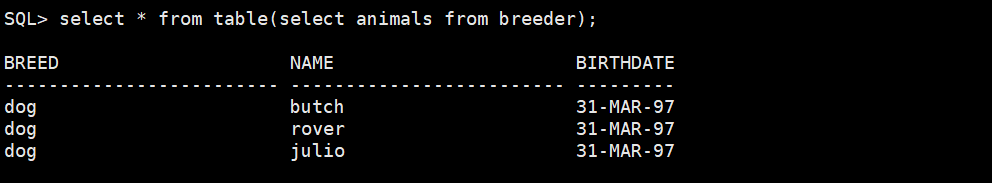 SQL> select * from table(select animals from breeder);
BREED                     NAME                      BIRTHDATE
------------------------- ------------------------- ---------
dog                       butch                     31-MAR-97
dog                       rover                     31-MAR-97
dog                       julio                     31-MAR-97